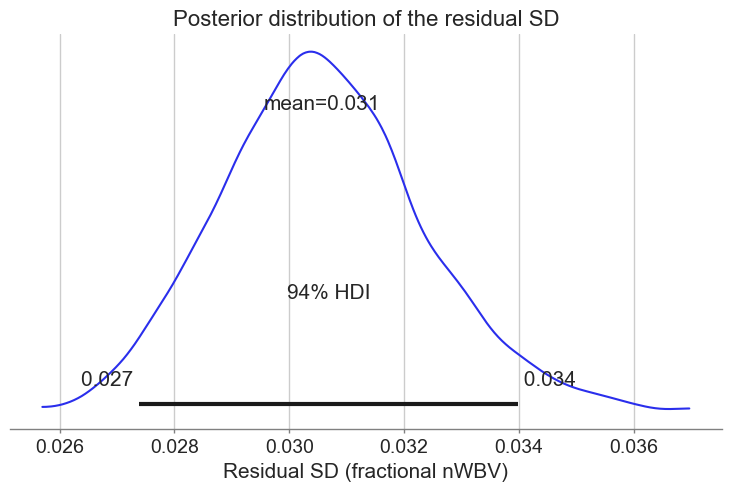 Posterior distribution of the residual SD
mean=0.031
94% HDI
0.027 0.034
0.026 0.028 0.030 0.032 0.034 0.036
Residual SD (fractional nWBV)